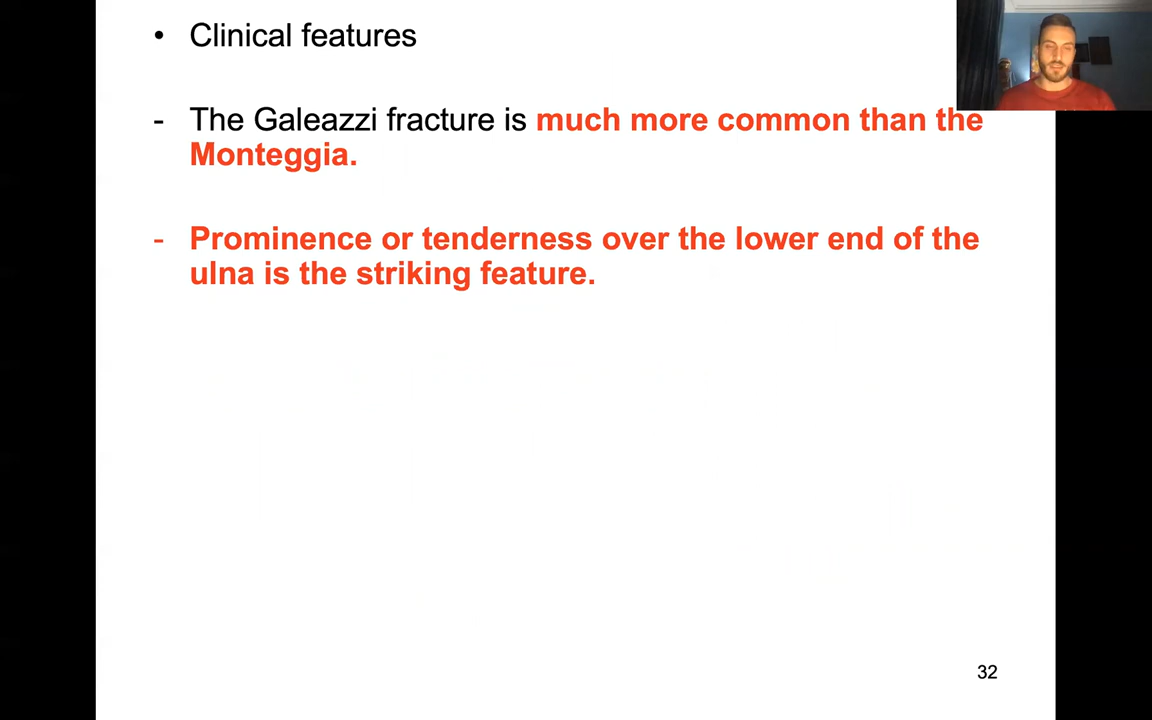 • Clinical features
- The Galeazzi fracture is much more common than the
Monteggia.
- Prominence or tenderness over the lower end of the
ulna is the striking feature.
32